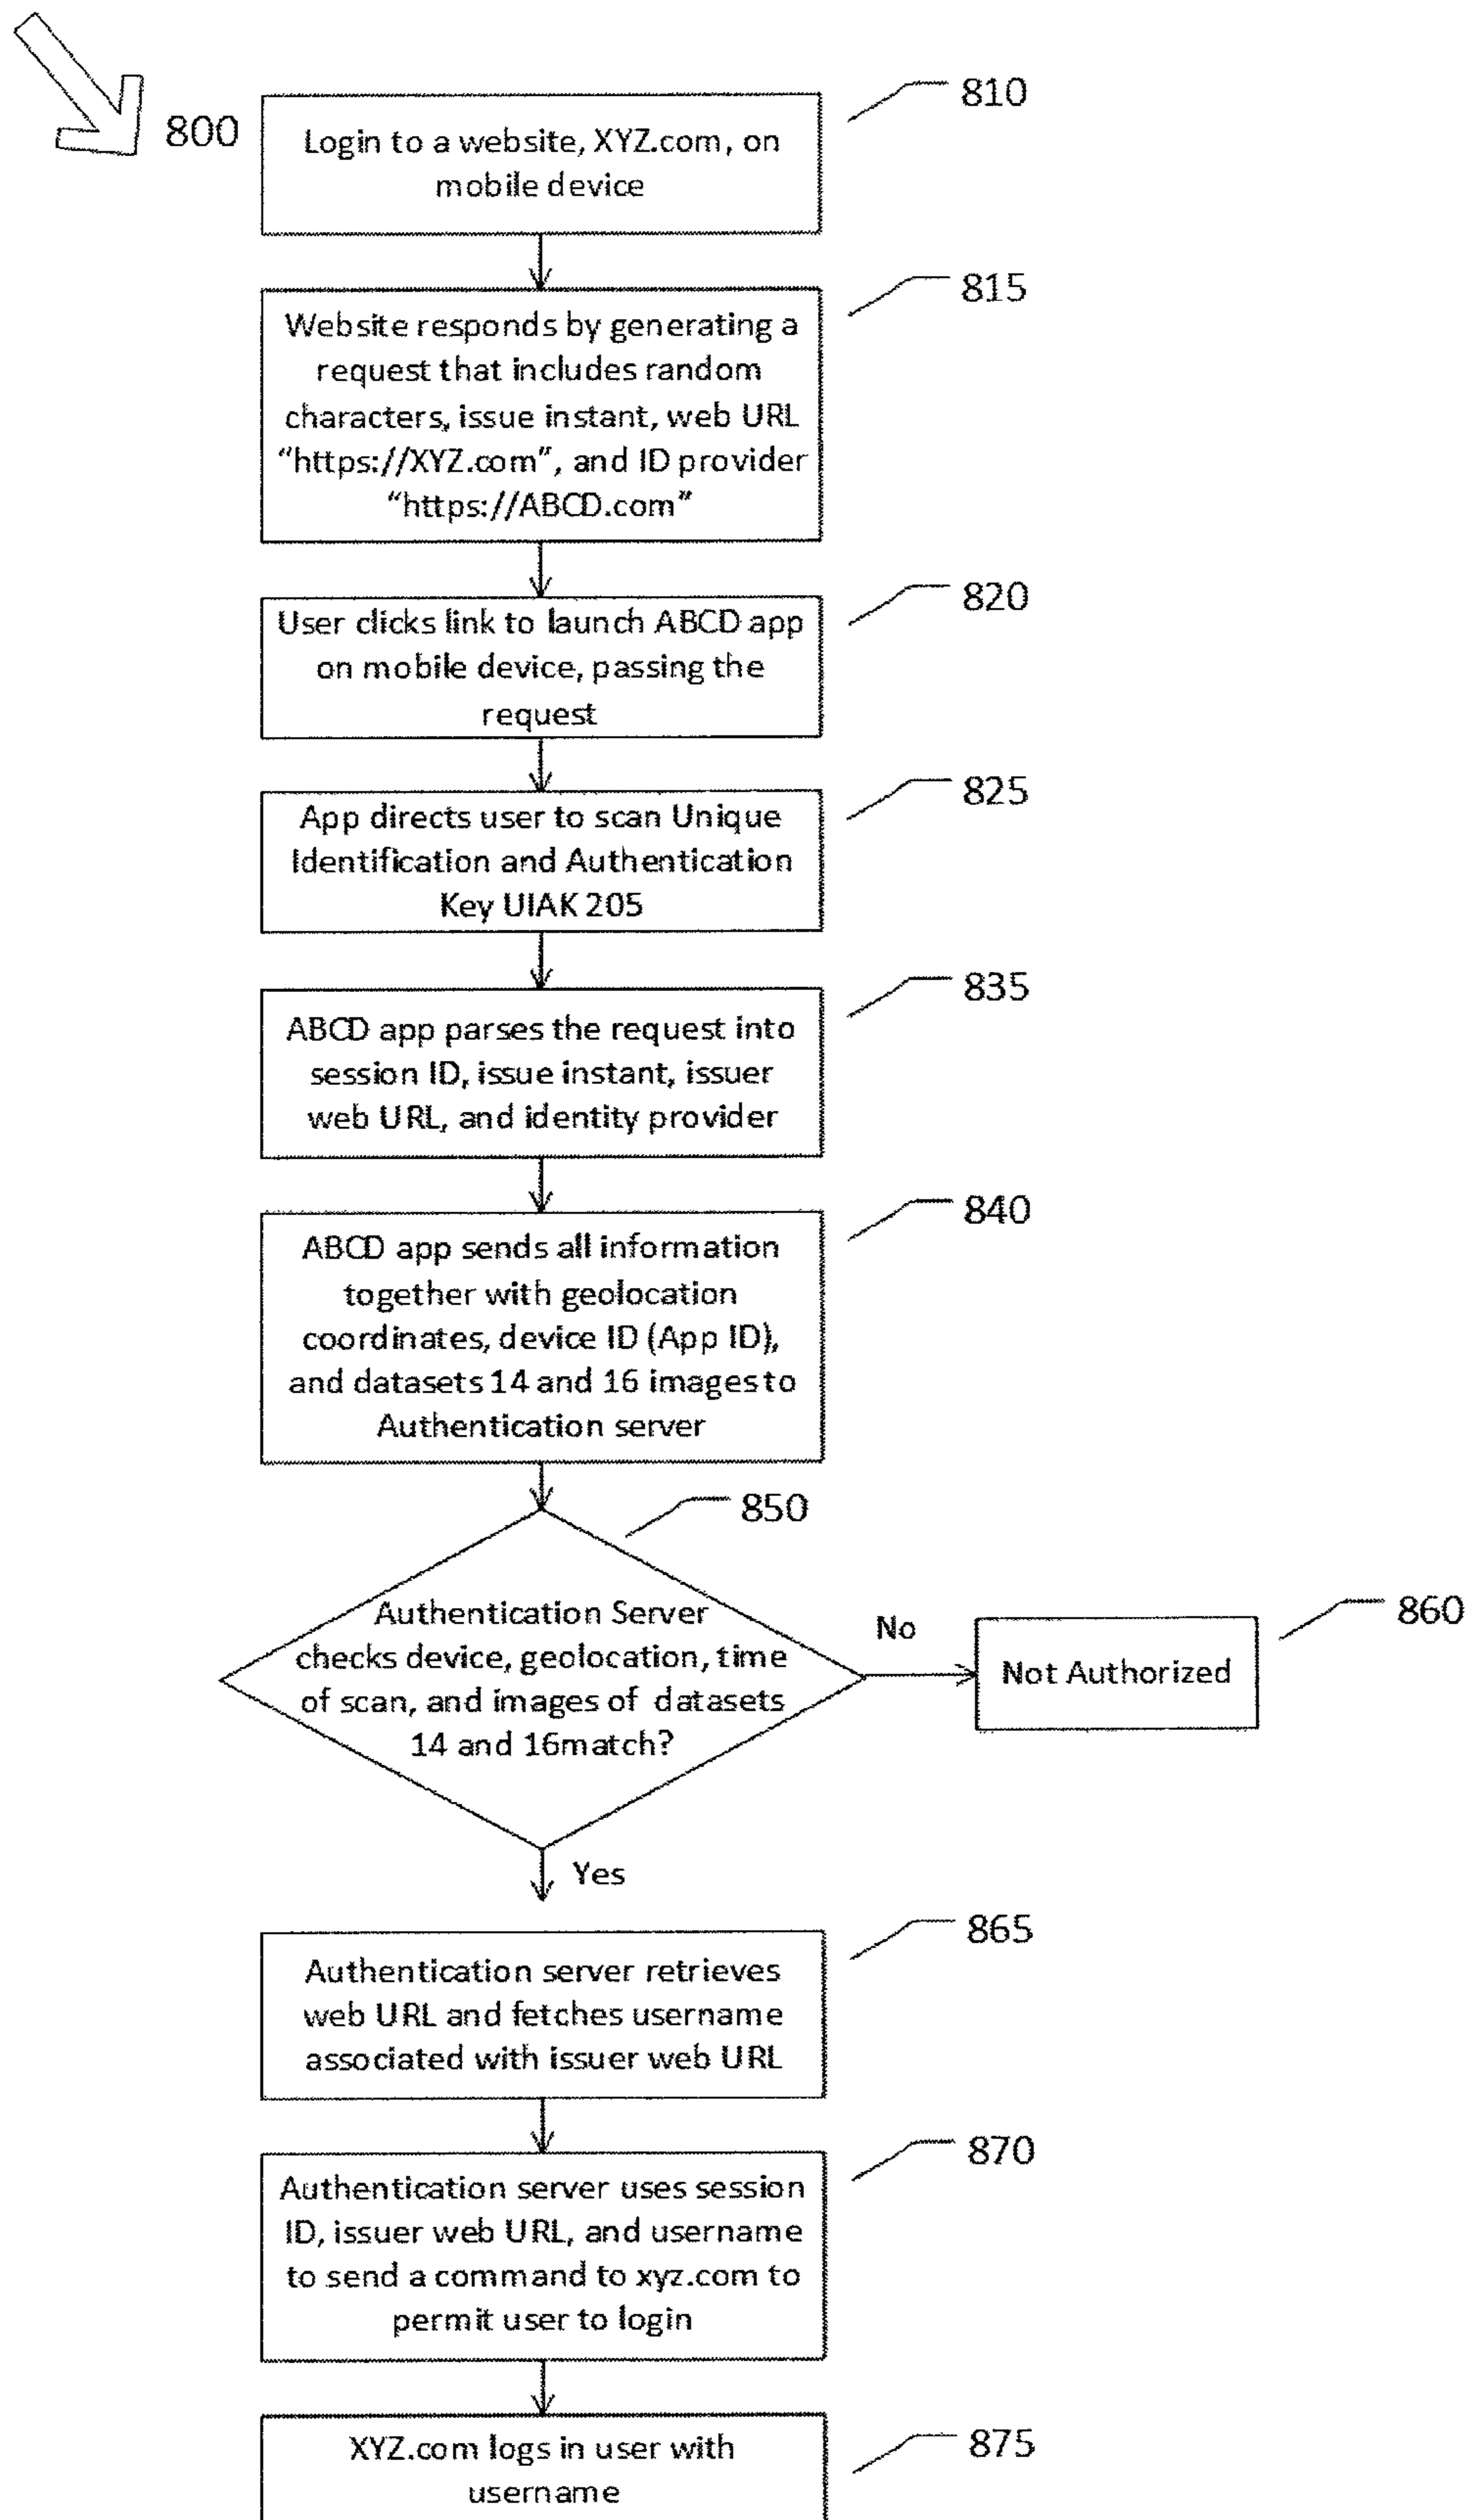 800
810
Login to a website, XYZ.com, on
mobile device
815
Website responds by generating a
request that includes random
characters, issue instant, web URL
“https://XYZ.com”, and ID provider
“https://ABCD.com”
820
User clicks link to launch ABCD app
on mobile device, passing the
request
825
App directs user to scan Unique
Identification and Authentication
Key UIAK 205
835
ABCD app parses the request into
session ID, issue instant, issuer
web URL, and identity provider
840
ABCD app sends all information
together with geolocation
coordinates, device ID (App ID),
and datasets 14 and 16 images to
Authentication server
850
Authentication Server
checks device, geolocation, time
of scan, and images of datasets
14 and 16match?
No
860
Not Authorized
Yes
865
Authentication server retrieves
web URL and fetches username
associated with issuer web URL
870
Authentication server uses session
ID, issuer web URL, and username
to send a command to xyz.com to
permit user to login
875
XYZ.com logs in user with
username